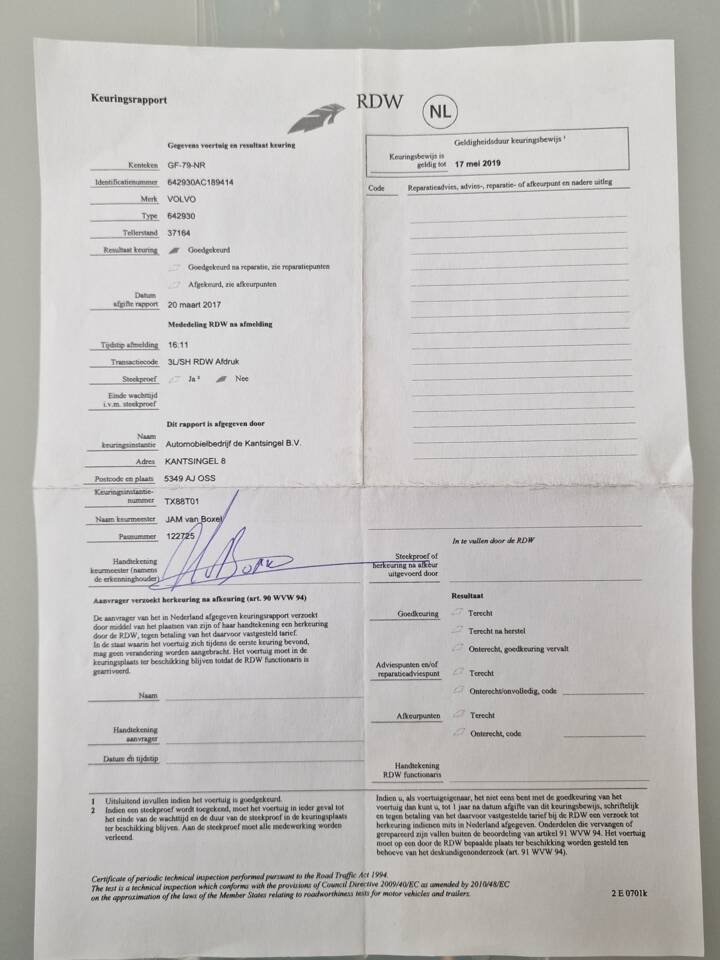 Keuringsrapport
RDW
NL
Gegevens voertuig en resultaat keuring
Kenteken GF-79-NR
Identificatienummer 642930AC189414
Merk VOLVO
Type 642930
Tellerstand 37164
Resultaat keuring Goedgekeurd
Goedgekeurd na reparatie, zie reparatiepunten
Afgekeurd, zie afkeurpunten
Datum
afgifte rapport 20 maart 2017
Mededeling RDW na afmelding
Tijdstip afmelding 16:11
Transactiecode 3L/SH RDW Afdruk
Steekproef Ja ² Nee
Einde wachttijd
i.v.m. steekproef
Dit rapport is afgegeven door
Naam
keuringsinstantie Automobielbedrijf de Kantsingel B.V.
Adres KANTSINGEL 8
Postcode en plaats 5349 AJ OSS
Keuringsinstantie-
nummer TX88T01
Naam keurmeester JAM van Boxel
Pasnummer 122725
Handtekening
keurmeester (namens
de erkenninghouder)
Aanvrager verzoekt herkeuring na afkeuring (art. 90 WVW 94)
De aanvrager van het in Nederland afgegeven keuringsrapport verzoekt
door middel van het plaatsen van zijn of haar handtekening een herkeuring
door de RDW, tegen betaling van het daarvoor vastgesteld tarief.
In de staat waarin het voertuig zich tijdens de eerste keuring bevond,
mag geen verandering worden aangebracht. Het voertuig moet in de
keuringsplaats ter beschikking blijven totdat de RDW functionaris is
gearriveerd.
Naam
Handtekening
aanvrager
Datum en tijdstip
1 Uitsluitend invullen indien het voertuig is goedgekeurd.
2 Indien een steekproef wordt toegekend, moet het voertuig in ieder geval tot
het einde van de wachttijd en de duur van de steekproef in de keuringsplaats
ter beschikking blijven. Aan de steekproef moet alle medewerking worden
verleend.
Geldigheidsduur keuringsbewijs ¹
Keuringsbewijs is
geldig tot 17 mei 2019
Code Reparatieadvies, advies-, reparatie- of afkeurpunt en nadere uitleg
In te vullen door de RDW
Steekproef of
herkeuring na afkeur
uitgevoerd door
Resultaat
Goedkeuring Terecht
Terecht na herstel
Onterecht, goedkeuring vervalt
Adviespunten en/of
reparatieadviespunt Terecht
Onterecht/onvolledig, code
Afkeurpunten Terecht
Onterecht, code
Handtekening
RDW functionaris
Indien u, als voertuigeigenaar, het niet eens bent met de goedkeuring van het
voertuig dan kunt u, tot 1 jaar na datum afgifte van dit keuringsbewijs, schriftelijk
en tegen betaling van het daarvoor vastgestelde tarief bij de RDW een verzoek tot
herkeuring indienen mits in Nederland afgegeven. Onderdelen die vervangen of
gerepareerd zijn vallen buiten de beoordeling van artikel 91 WVW 94. Het voertuig
moet op een door de RDW bepaalde plaats ter beschikking worden gesteld ten
behoeve van het deskundigenonderzoek (art. 91 WVW 94).
Certificate of periodic technical inspection performed pursuant to the Road Traffic Act 1994.
The test is a technical inspection which conforms with the provisions of Council Directive 2009/40/EC as amended by 2010/48/EC
on the approximation of the laws of the Member States relating to roadworthiness tests for motor vehicles and trailers.
2 E 0701k